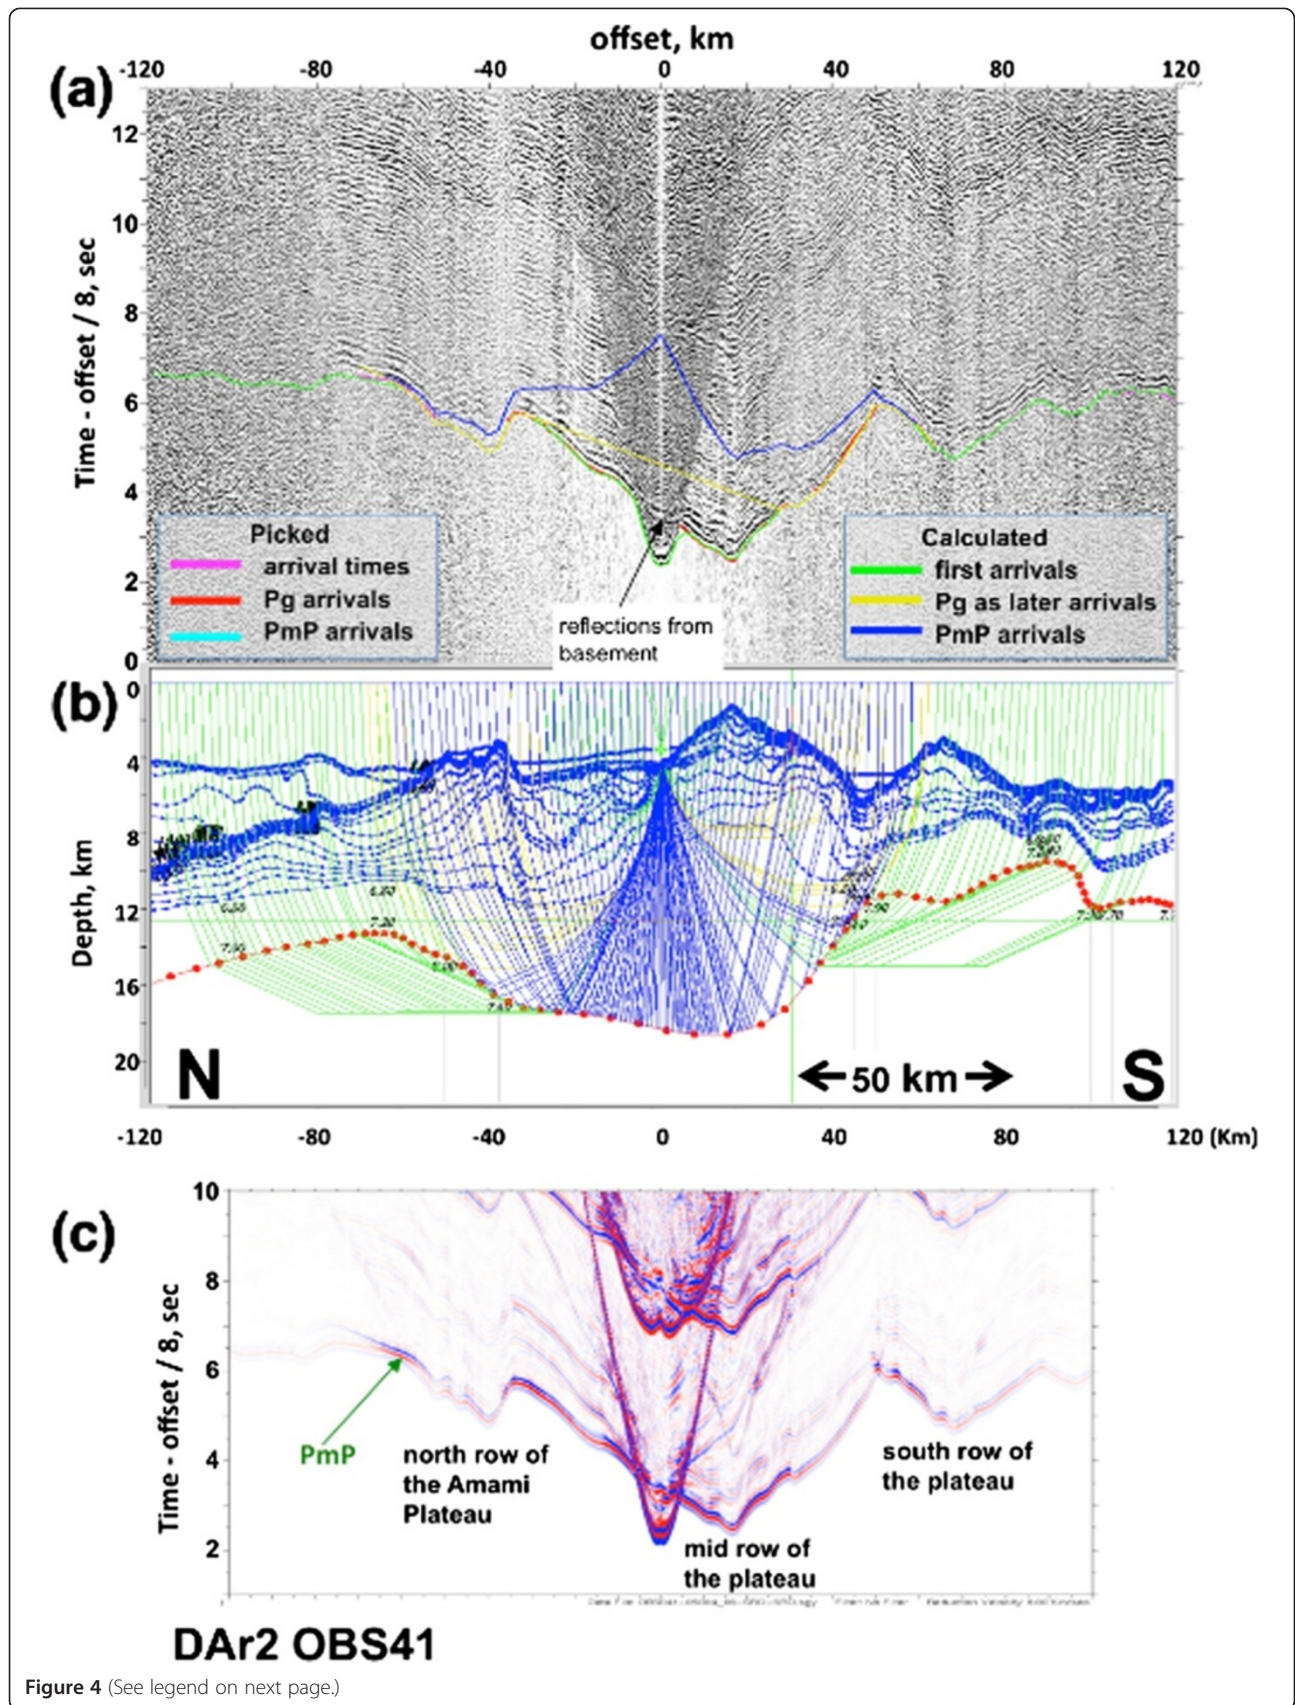 offset, km
-120 -80 -40 0 40 80 120
(a)
12
10
8
6
4
2
0
Time - offset / 8, sec
Picked
arrival times
Pg arrivals
PmP arrivals
Calculated
first arrivals
Pg as later arrivals
PmP arrivals
reflections from
basement
(b)
0
4
8
12
16
20
Depth, km
6.80
7.20
N
50 km
S
-120 -80 -40 0 40 80 120 (Km)
(c)
10
8
6
4
2
Time - offset / 8, sec
PmP
north row of
the Amami
Plateau
mid row of
the plateau
south row of
the plateau
DAr2 OBS41
Figure 4 (See legend on next page.)